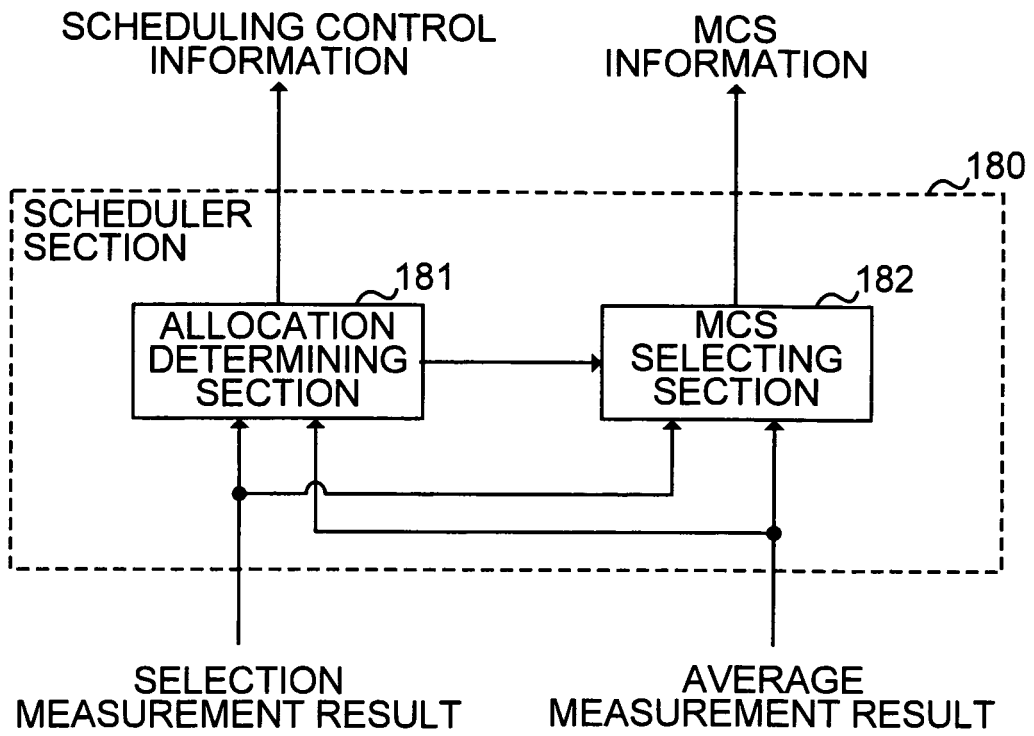 SCHEDULING CONTROL
INFORMATION
MCS
INFORMATION
180
SCHEDULER
SECTION
181
ALLOCATION
DETERMINING
SECTION
182
MCS
SELECTING
SECTION
SELECTION
MEASUREMENT RESULT
AVERAGE
MEASUREMENT RESULT